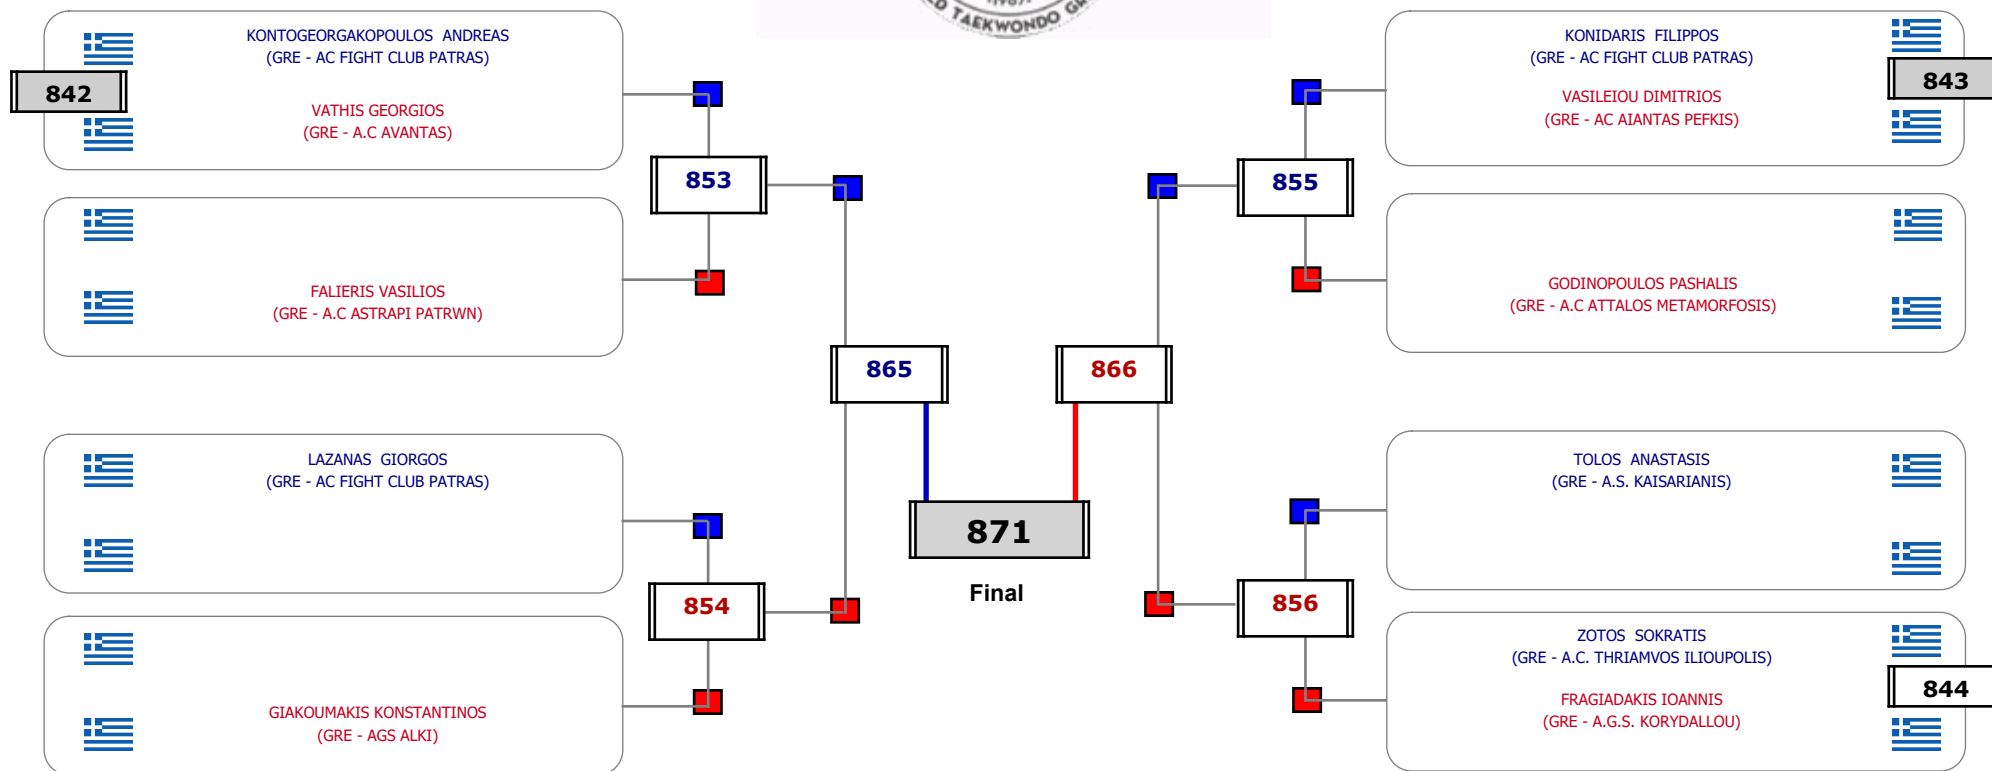 TAEKWONDO
KONTOGEORGAKOPOULOS ANDREAS
(GRE - AC FIGHT CLUB PATRAS)
842
VATHIS GEORGIOS
(GRE - A.C AVANTAS)
853
FALIERIS VASILIOS
(GRE - A.C ASTRAPI PATRWN)
865
LAZANAS GIORGOS
(GRE - AC FIGHT CLUB PATRAS)
854
GIAKOUMAKIS KONSTANTINOS
(GRE - AGS ALKI)
871
Final
KONIDARIS FILIPPOS
(GRE - AC FIGHT CLUB PATRAS)
843
VASILEIOU DIMITRIOS
(GRE - AC AIANTAS PEFKIS)
855
GODINOPOULOS PASHALIS
(GRE - A.C ATTALOS METAMORFOSIS)
866
TOLOS ANASTASIS
(GRE - A.S. KAISARIANIS)
856
ZOTOS SOKRATIS
(GRE - A.C. THRIAMVOS ILIOUPOLIS)
844
FRAGIADAKIS IOANNIS
(GRE - A.G.S. KORYDALLOU)